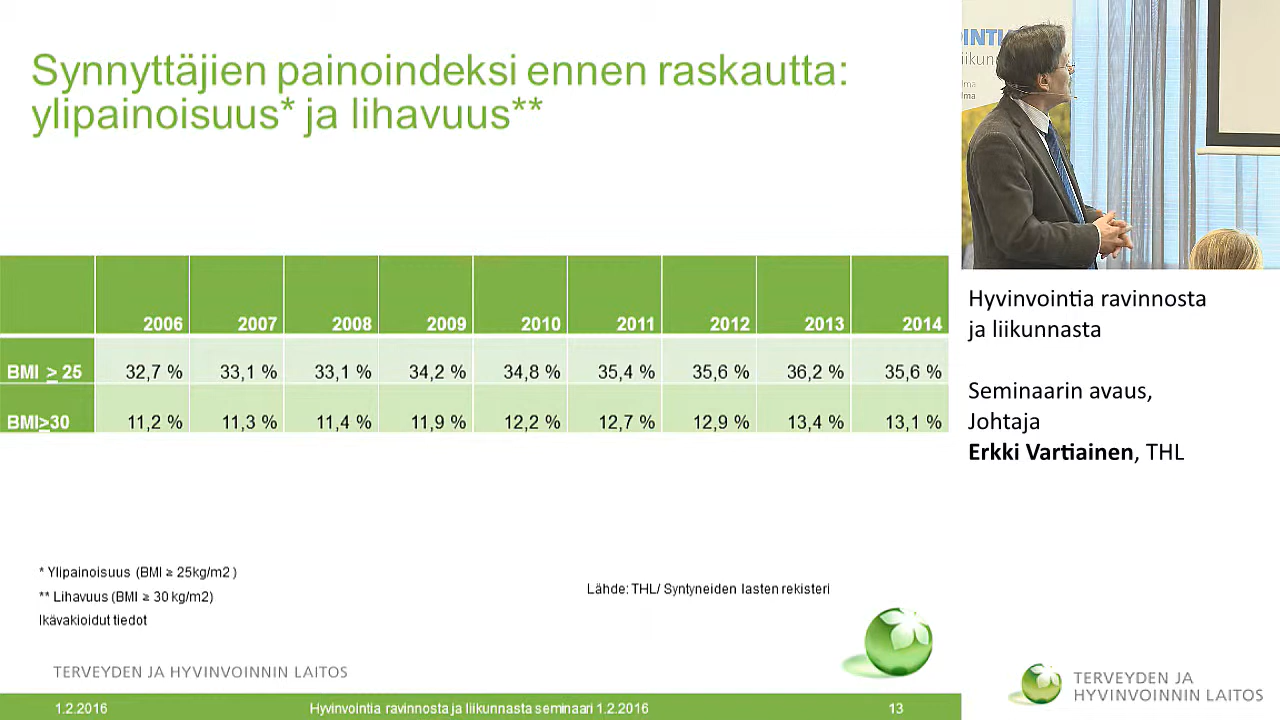 Synnyttäjien painoindeksi ennen raskautta:
ylipainoisuus* ja lihavuus**
2006 2007 2008 2009 2010 2011 2012 2013 2014
BMI ≥ 25 32,7 % 33,1 % 33,1 % 34,2 % 34,8 % 35,4 % 35,6 % 36,2 % 35,6 %
BMI≥30 11,2 % 11,3 % 11,4 % 11,9 % 12,2 % 12,7 % 12,9 % 13,4 % 13,1 %
* Ylipainoisuus (BMI ≥ 25kg/m2 )
** Lihavuus (BMI ≥ 30 kg/m2)
Ikävakioidut tiedot
Lähde: THL/ Syntyneiden lasten rekisteri
TERVEYDEN JA HYVINVOINNIN LAITOS
1.2.2016 Hyvinvointia ravinnosta ja liikunnasta seminaari 1.2.2016 13
Hyvinvointia ravinnosta
ja liikunnasta
Seminaarin avaus,
Johtaja
Erkki Vartiainen, THL
TERVEYDEN JA
HYVINVOINNIN LAITOS